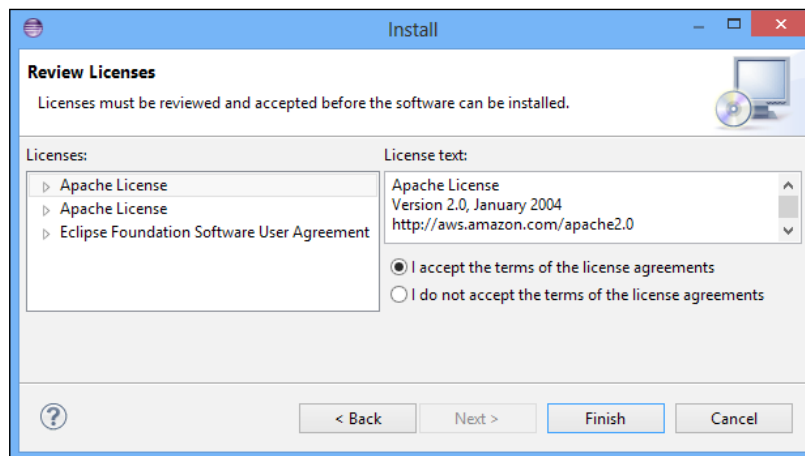 Install
Review Licenses
Licenses must be reviewed and accepted before the software can be installed.
Licenses:
Apache License
Apache License
Eclipse Foundation Software User Agreement
License text:
Apache License
Version 2.0, January 2004
http://aws.amazon.com/apache2.0
I accept the terms of the license agreements
I do not accept the terms of the license agreements
?
< Back
Next >
Finish
Cancel